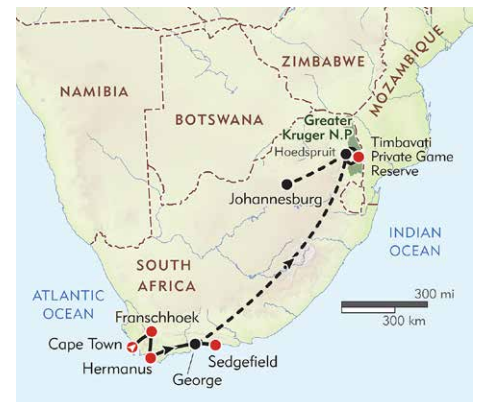 ZIMBABWE
MOZAMBIQUE
NAMIBIA
BOTSWANA
Greater
Kruger N.P.
Hoedspruit
Timbavati
Private Game
Reserve
Johannesburg
INDIAN
OCEAN
SOUTH
AFRICA
ATLANTIC
OCEAN
300 mi
300 km
Franschhoek
Cape Town
Hermanus
George
Sedgefield